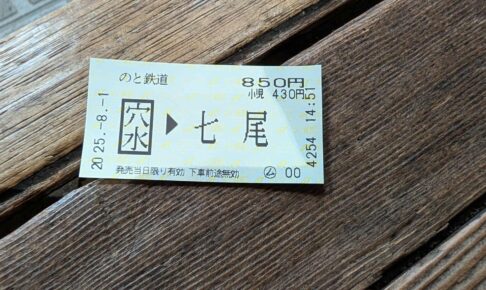 のと鉄道
850円
小児 430円
穴水 ▶ 七尾
2025.-8.-1
4254 14:51
発売当日限り有効 下車前途無効
ム 00